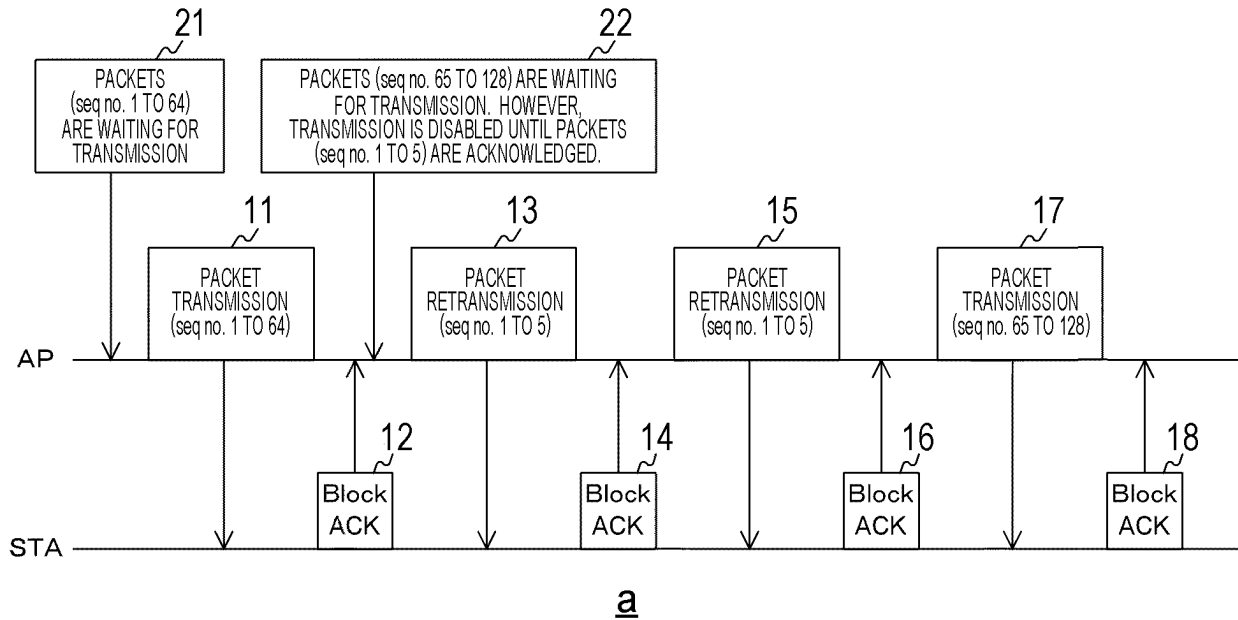 21
22
PACKETS
(seq no. 1 TO 64)
ARE WAITING FOR
TRANSMISSION
PACKETS (seq no. 65 TO 128) ARE WAITING
FOR TRANSMISSION. HOWEVER,
TRANSMISSION IS DISABLED UNTIL PACKETS
(seq no. 1 TO 5) ARE ACKNOWLEDGED.
11
13
15
17
PACKET
TRANSMISSION
(seq no. 1 TO 64)
PACKET
RETRANSMISSION
(seq no. 1 TO 5)
PACKET
RETRANSMISSION
(seq no. 1 TO 5)
PACKET
TRANSMISSION
(seq no. 65 TO 128)
AP
12
14
16
18
Block
ACK
Block
ACK
Block
ACK
Block
ACK
STA
a